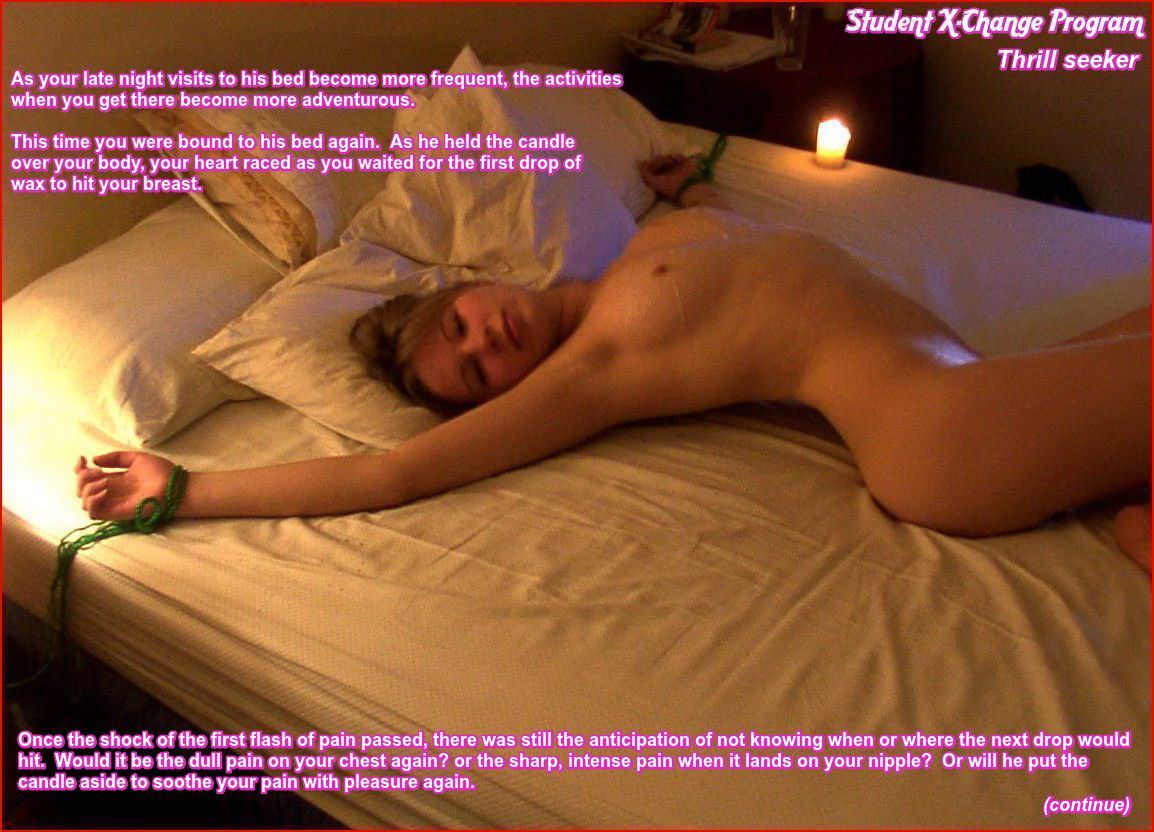 Student X-Change Program
Thrill seeker
As your late night visits to his bed become more frequent, the activities
when you get there become more adventurous.
This time you were bound to his bed again. As he held the candle
over your body, your heart raced as you waited for the first drop of
wax to hit your breast.
Once the shock of the first flash of pain passed, there was still the anticipation of not knowing when or where the next drop would
hit. Would it be the dull pain on your chest again? or the sharp, intense pain when it lands on your nipple? Or will he put the
candle aside to soothe your pain with pleasure again.
(continue)